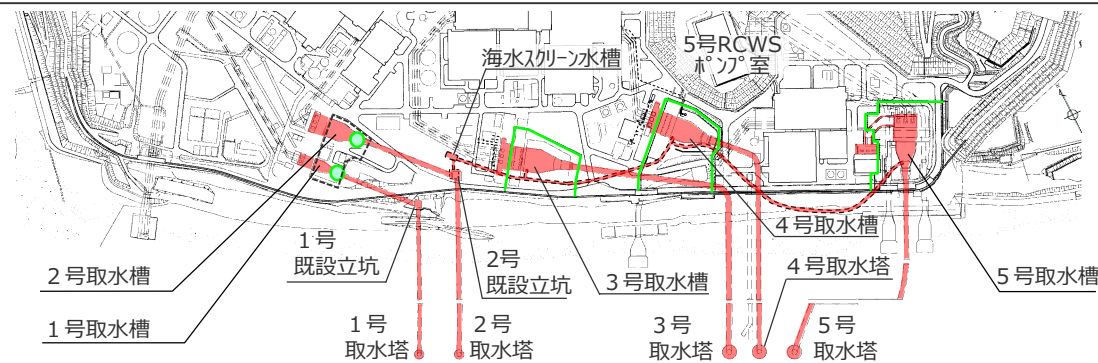 海水スクリーン水槽
5号RCWS
ポンプ室
1号
既設立坑
2号
既設立坑
4号取水槽
2号取水槽
3号取水槽
4号取水塔
5号取水槽
1号取水槽
1号
取水塔
2号
取水塔
3号
取水塔
5号
取水塔